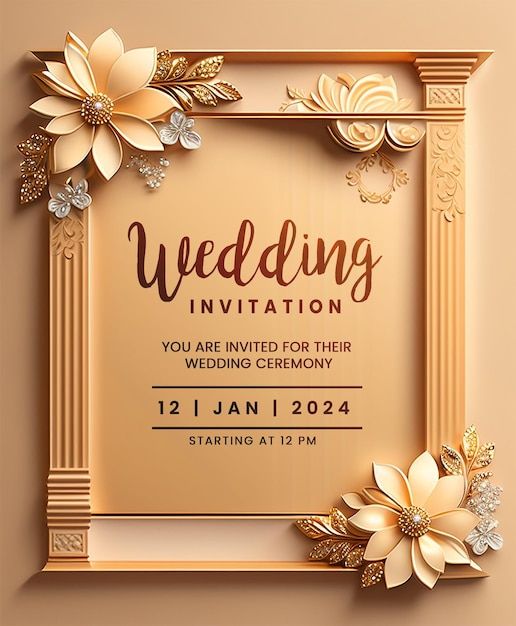 Wedding
INVITATION
YOU ARE INVITED FOR THEIR
WEDDING CEREMONY
12 | JAN | 2024
STARTING AT 12 PM